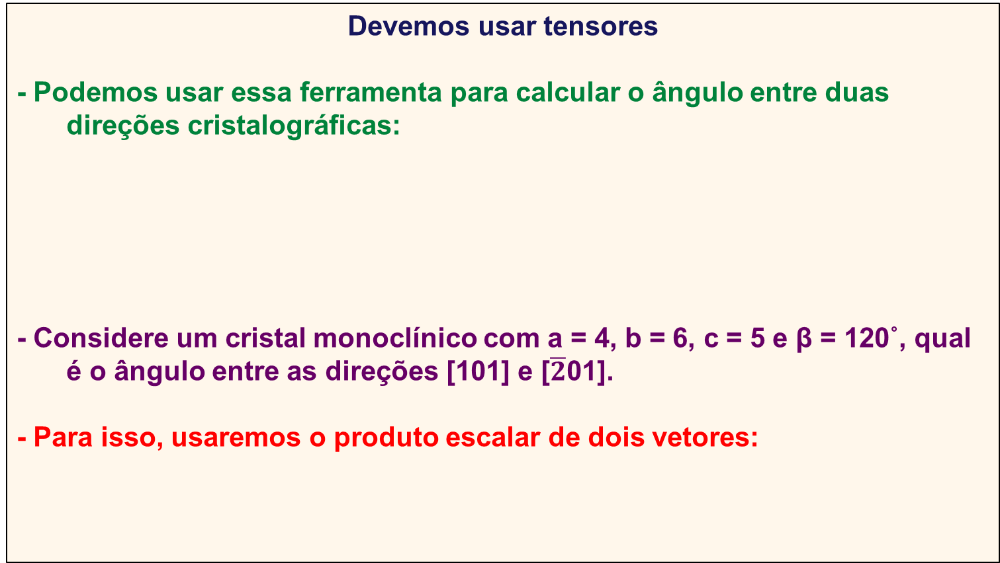 Devemos usar tensores
- Podemos usar essa ferramenta para calcular o ângulo entre duas
direções cristalográficas:
- Considere um cristal monoclínico com a = 4, b = 6, c = 5 e β = 120˚, qual
é o ângulo entre as direções [101] e [2̅01].
- Para isso, usaremos o produto escalar de dois vetores: